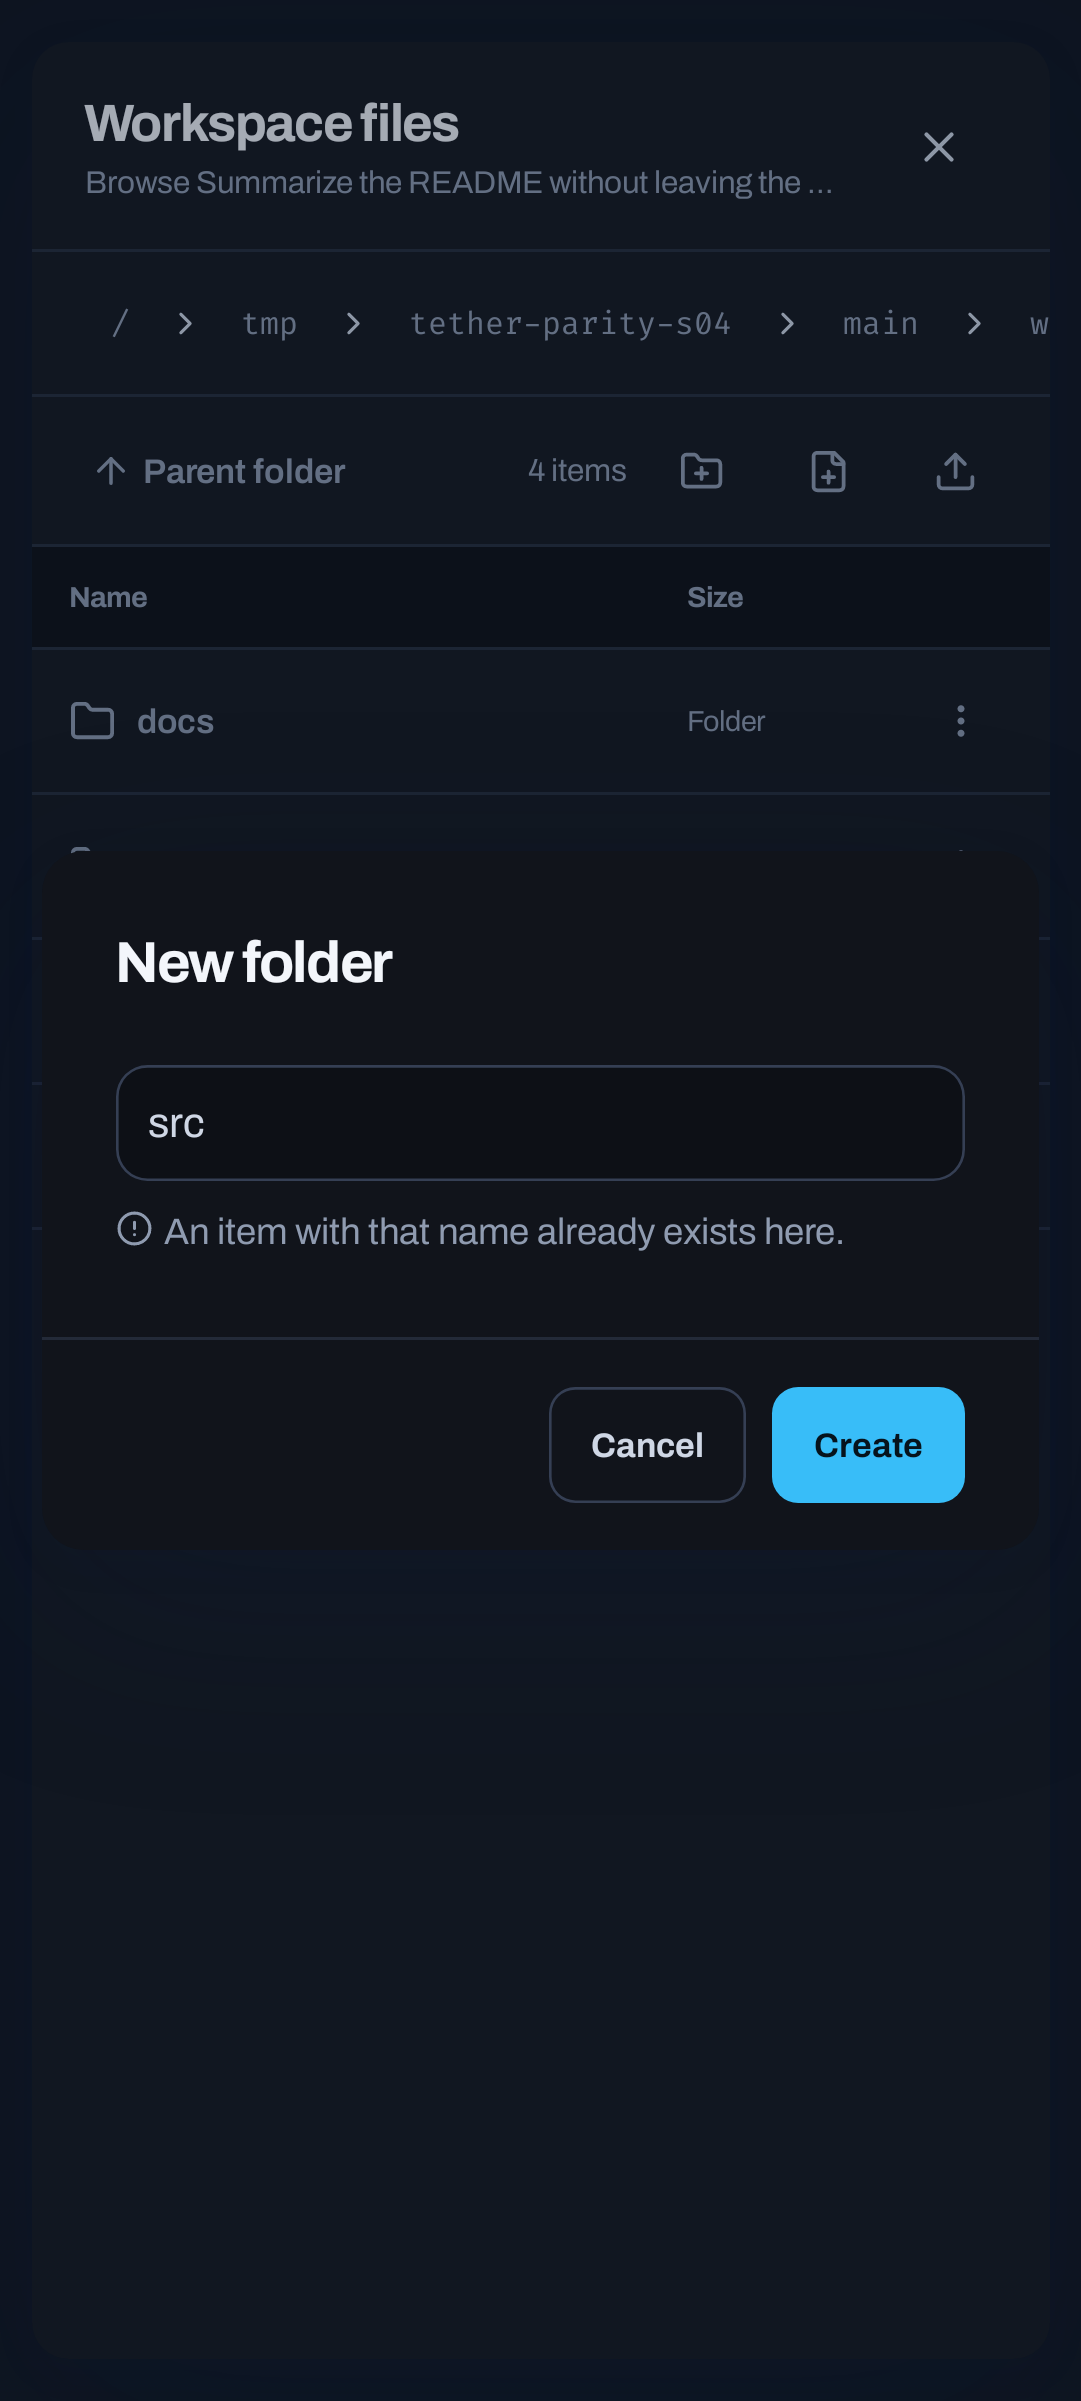 Workspace files
Browse Summarize the README without leaving the ...
/ > tmp > tether-parity-s04 > main > w
Parent folder 4 items
Name Size
docs Folder
New folder
src
An item with that name already exists here.
Cancel Create